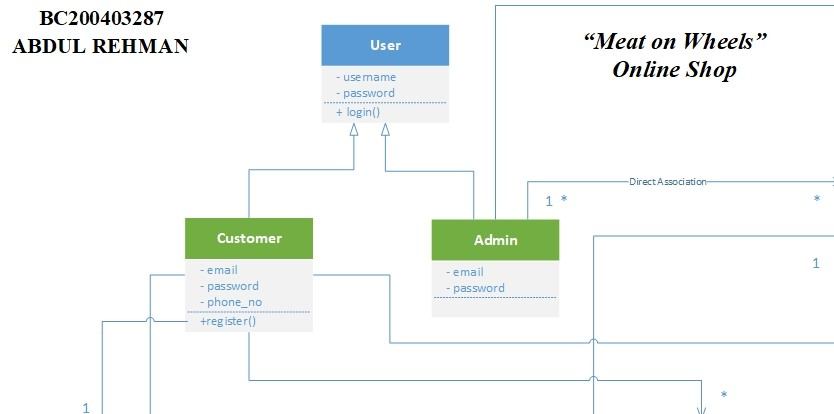 BC200403287
ABDUL REHMAN
“Meat on Wheels”
Online Shop
User
- username
- password
+ login()
Direct Association
1 *
*
Customer
- email
- password
- phone_no
+register()
Admin
- email
- password
1
*
1